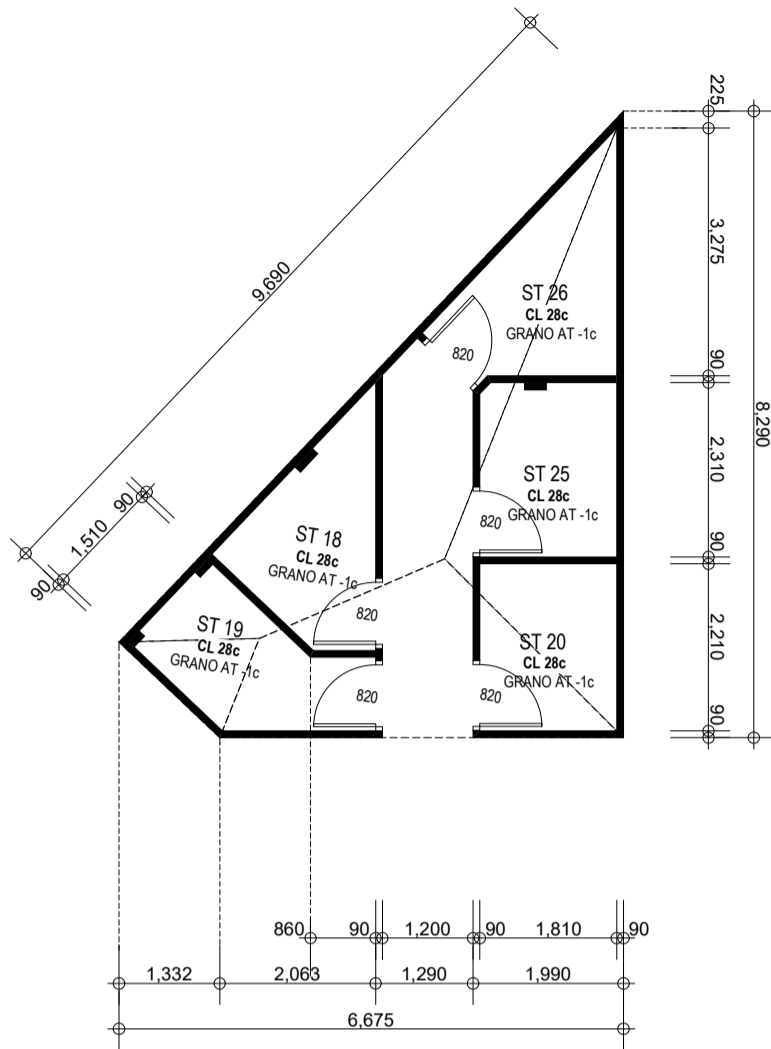 225
9,690
3,275
ST 26
CL 28c
GRANO AT -1c
820
90
8,290
2,310
ST 25
CL 28c
GRANO AT -1c
820
90
1,510
90
90
ST 18
CL 28c
GRANO AT -1c
820
ST 19
CL 28c
GRANO AT -1c
820
ST 20
CL 28c
GRANO AT -1c
820
2,210
90
860
90
1,200
90
1,810
90
1,332
2,063
1,290
1,990
6,675